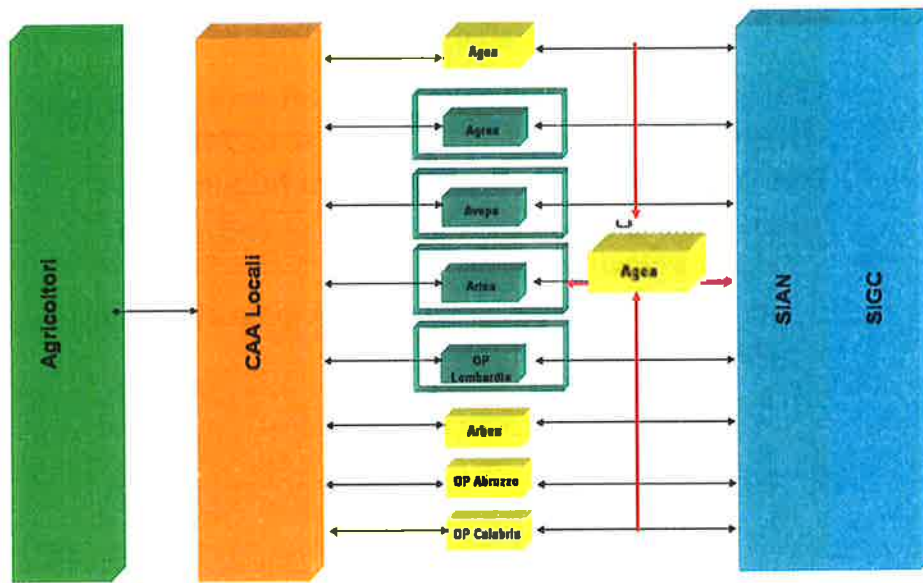 Agricoltori
CAA Locali
Agea
Agrea
Avepa
Artea
OP
Lombardia
Arbea
OP Abruzzo
OP Calabria
Agea
SIAN
SIGC